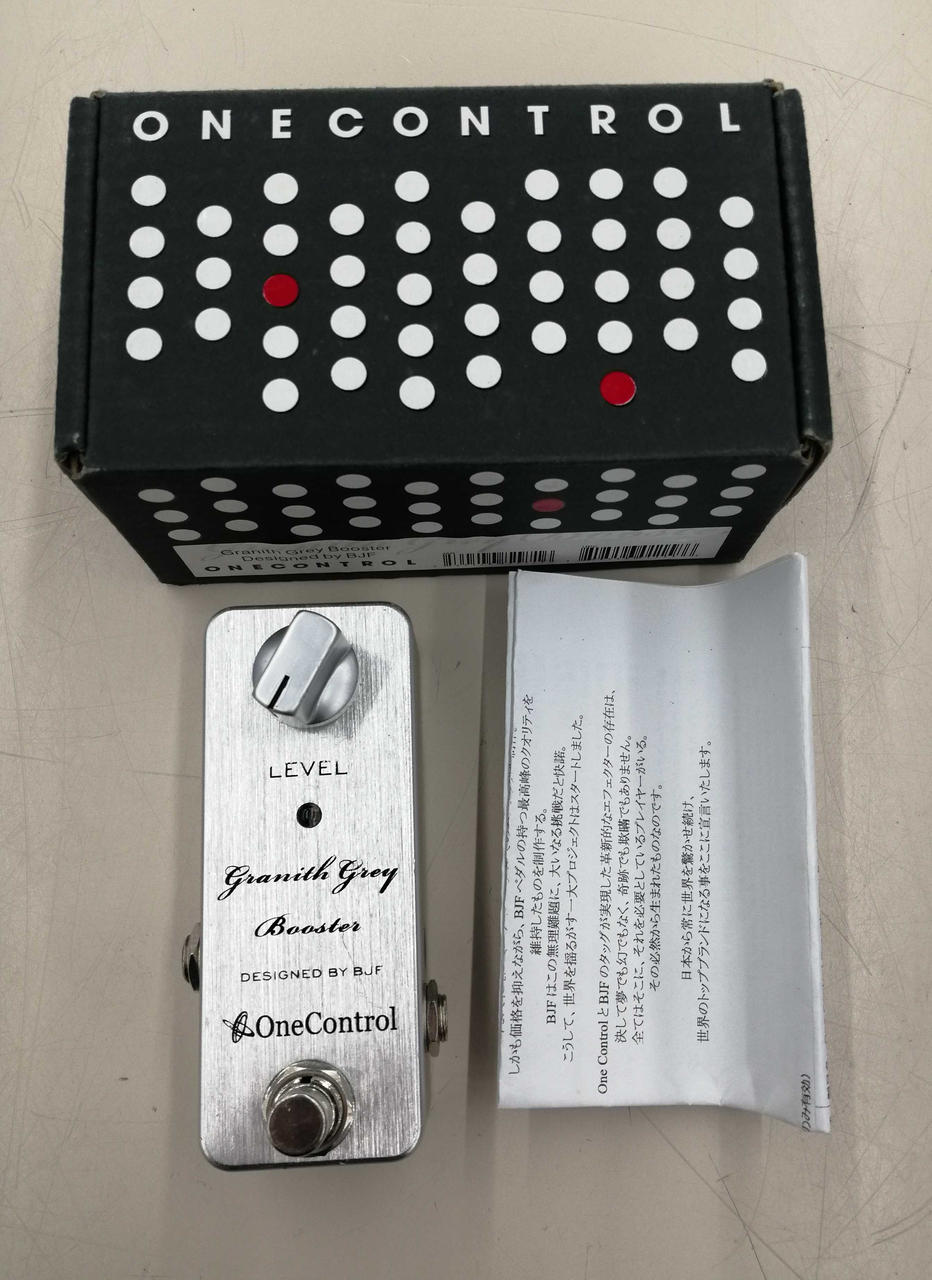 ONECONTROL
Granith Grey Booster
Designed by BJF
ONECONTROL
LEVEL
Granith Grey
Booster
DESIGNED BY BJF
OneControl
しかも価格を抑えながら、BJFペダルの持つ最高峰のクオリティを
維持したものを制作する。
BJFはこの無理難題に、大いなる挑戦だと快諾。
こうして、世界を揺るがす一大プロジェクトはスタートしました。
One ControlとBJFのタッグが実現した革新的なエフェクターの存在は、
決して夢でも幻でもなく、奇跡でも欺瞞でもありません。
全てはそこに、それを必要としているプレイヤーがいる。
その必然から生まれたものなのです。
日本から常に世界を驚かせ続け、
世界のトップブランドになる事をここに宣言いたします。
のみ有効)